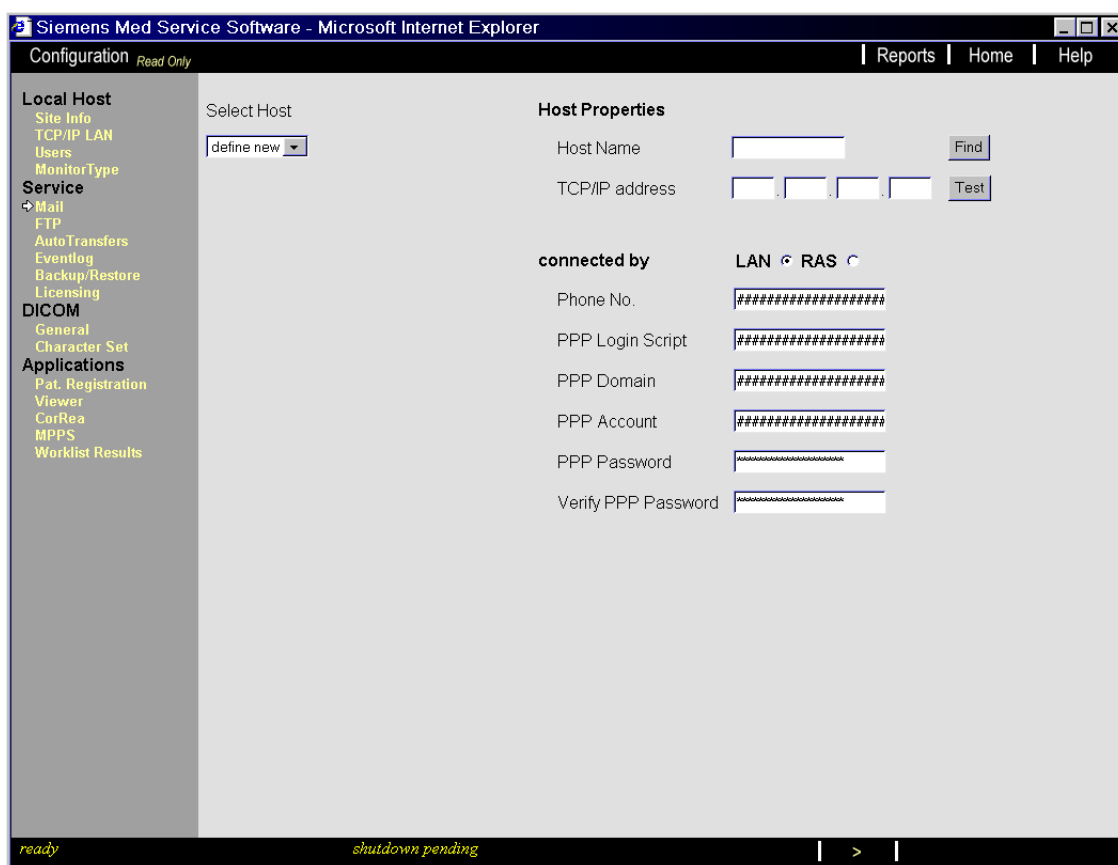 Siemens Med Service Software - Microsoft Internet Explorer
Configuration Read Only
Reports Home Help
Local Host
Site Info
TCP/IP LAN
Users
MonitorType
Service
Mail
FTP
AutoTransfers
Eventlog
Backup/Restore
Licensing
DICOM
General
Character Set
Applications
Pat. Registration
Viewer
CorRea
MPPS
Worklist Results
Select Host
define new
Host Properties
Host Name Find
TCP/IP address . . . Test
connected by LAN RAS
Phone No. ###################
PPP Login Script ###################
PPP Domain ###################
PPP Account ###################
PPP Password ********************
Verify PPP Password ********************
ready shutdown pending >